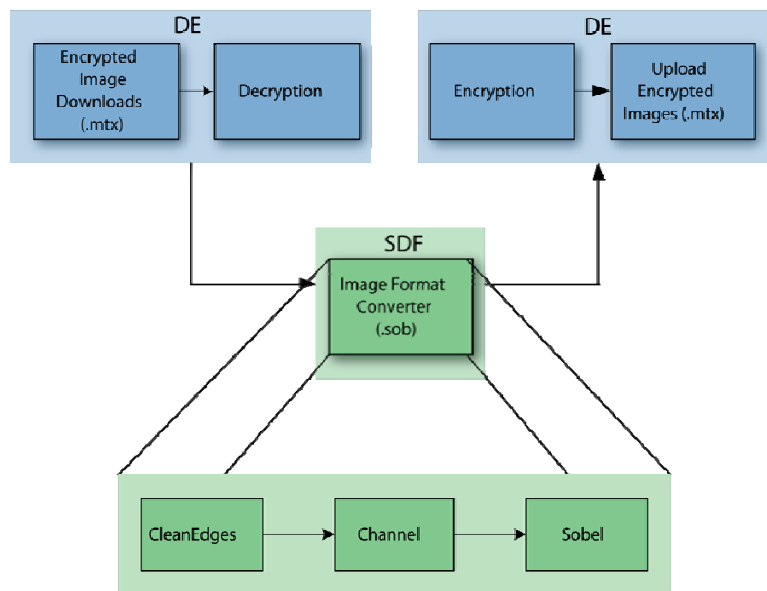 DE
Encrypted
Image
Downloads
(.mtx)
Decryption
DE
Encryption
Upload
Encrypted
Images (.mtx)
SDF
Image Format
Converter
(.sob)
CleanEdges
Channel
Sobel